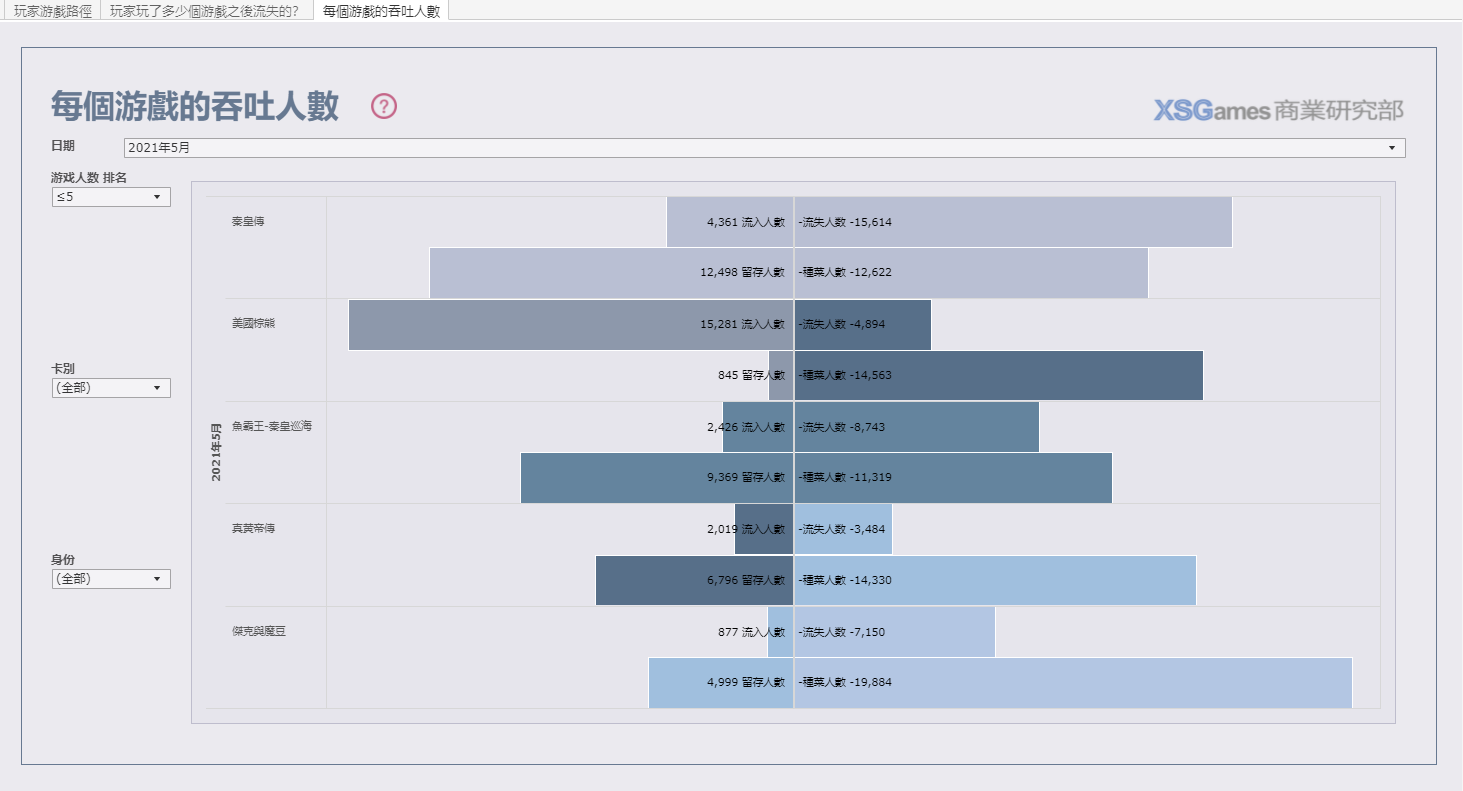 玩家游戲路徑
玩家玩了多少個游戲之後流失的?
每個游戲的吞吐人數
每個游戲的吞吐人數
?
XSGames 商業研究部
日期
2021年5月
游戏人数 排名
≤5
卡別
(全部)
身份
(全部)
2021年5月
秦皇傳
4,361 流入人數
-流失人数 -15,614
12,498 留存人數
-種菜人數 -12,622
美國棕熊
15,281 流入人數
-流失人数 -4,894
845 留存人數
-種菜人數 -14,563
魚霸王-秦皇巡海
2,426 流入人數
-流失人数 -8,743
9,369 留存人數
-種菜人數 -11,319
真黃帝傳
2,019 流入人數
-流失人数 -3,484
6,796 留存人數
-種菜人數 -14,330
傑克與魔豆
877 流入人數
-流失人数 -7,150
4,999 留存人數
-種菜人數 -19,884